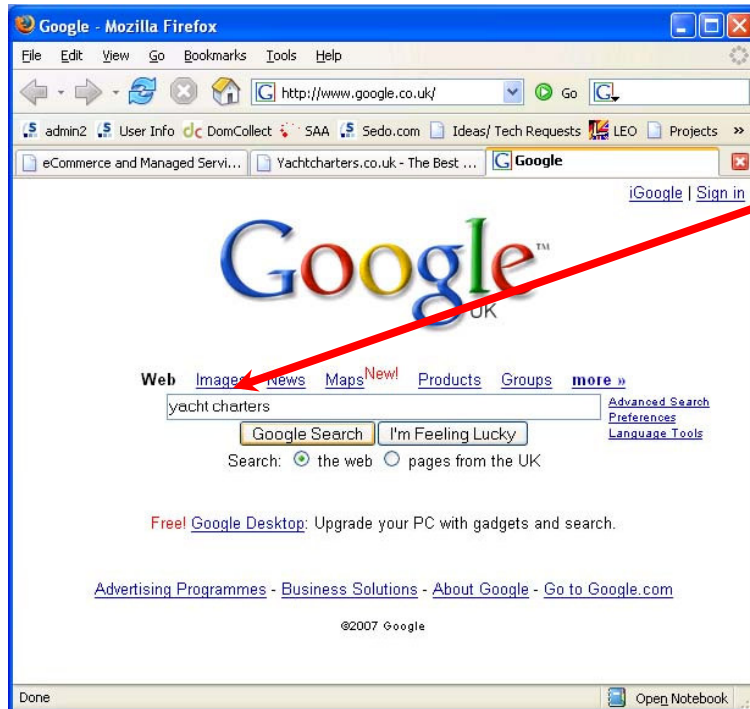 Google - Mozilla Firefox
File Edit View Go Bookmarks Tools Help
http://www.google.co.uk/ Go G
admin2 User Info dc DomCollect SAA Sedo.com Ideas/ Tech Requests LEO Projects »
eCommerce and Managed Servi... Yachtcharters.co.uk - The Best ... G Google
iGoogle | Sign in
Google™
UK
Web Images News Maps New! Products Groups more »
yacht charters
Advanced Search
Preferences
Language Tools
Google Search I'm Feeling Lucky
Search: the web pages from the UK
Free! Google Desktop: Upgrade your PC with gadgets and search.
Advertising Programmes - Business Solutions - About Google - Go to Google.com
©2007 Google
Done Open Notebook